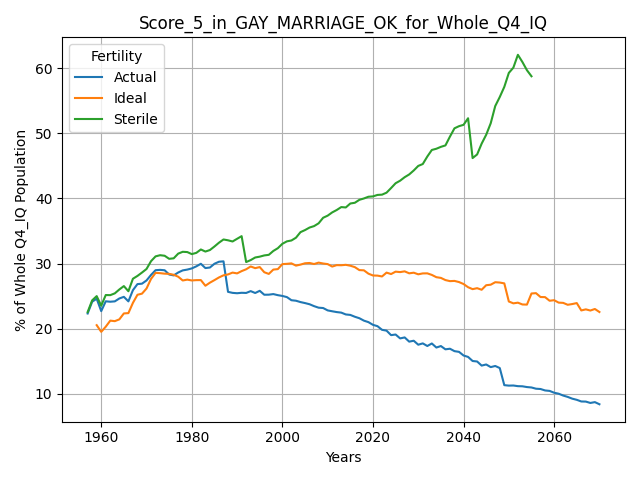 Score_5_in_GAY_MARRIAGE_OK_for_Whole_Q4_IQ
Fertility
Actual
Ideal
Sterile
% of Whole Q4_IQ Population
60
50
40
30
20
10
1960 1980 2000 2020 2040 2060
Years